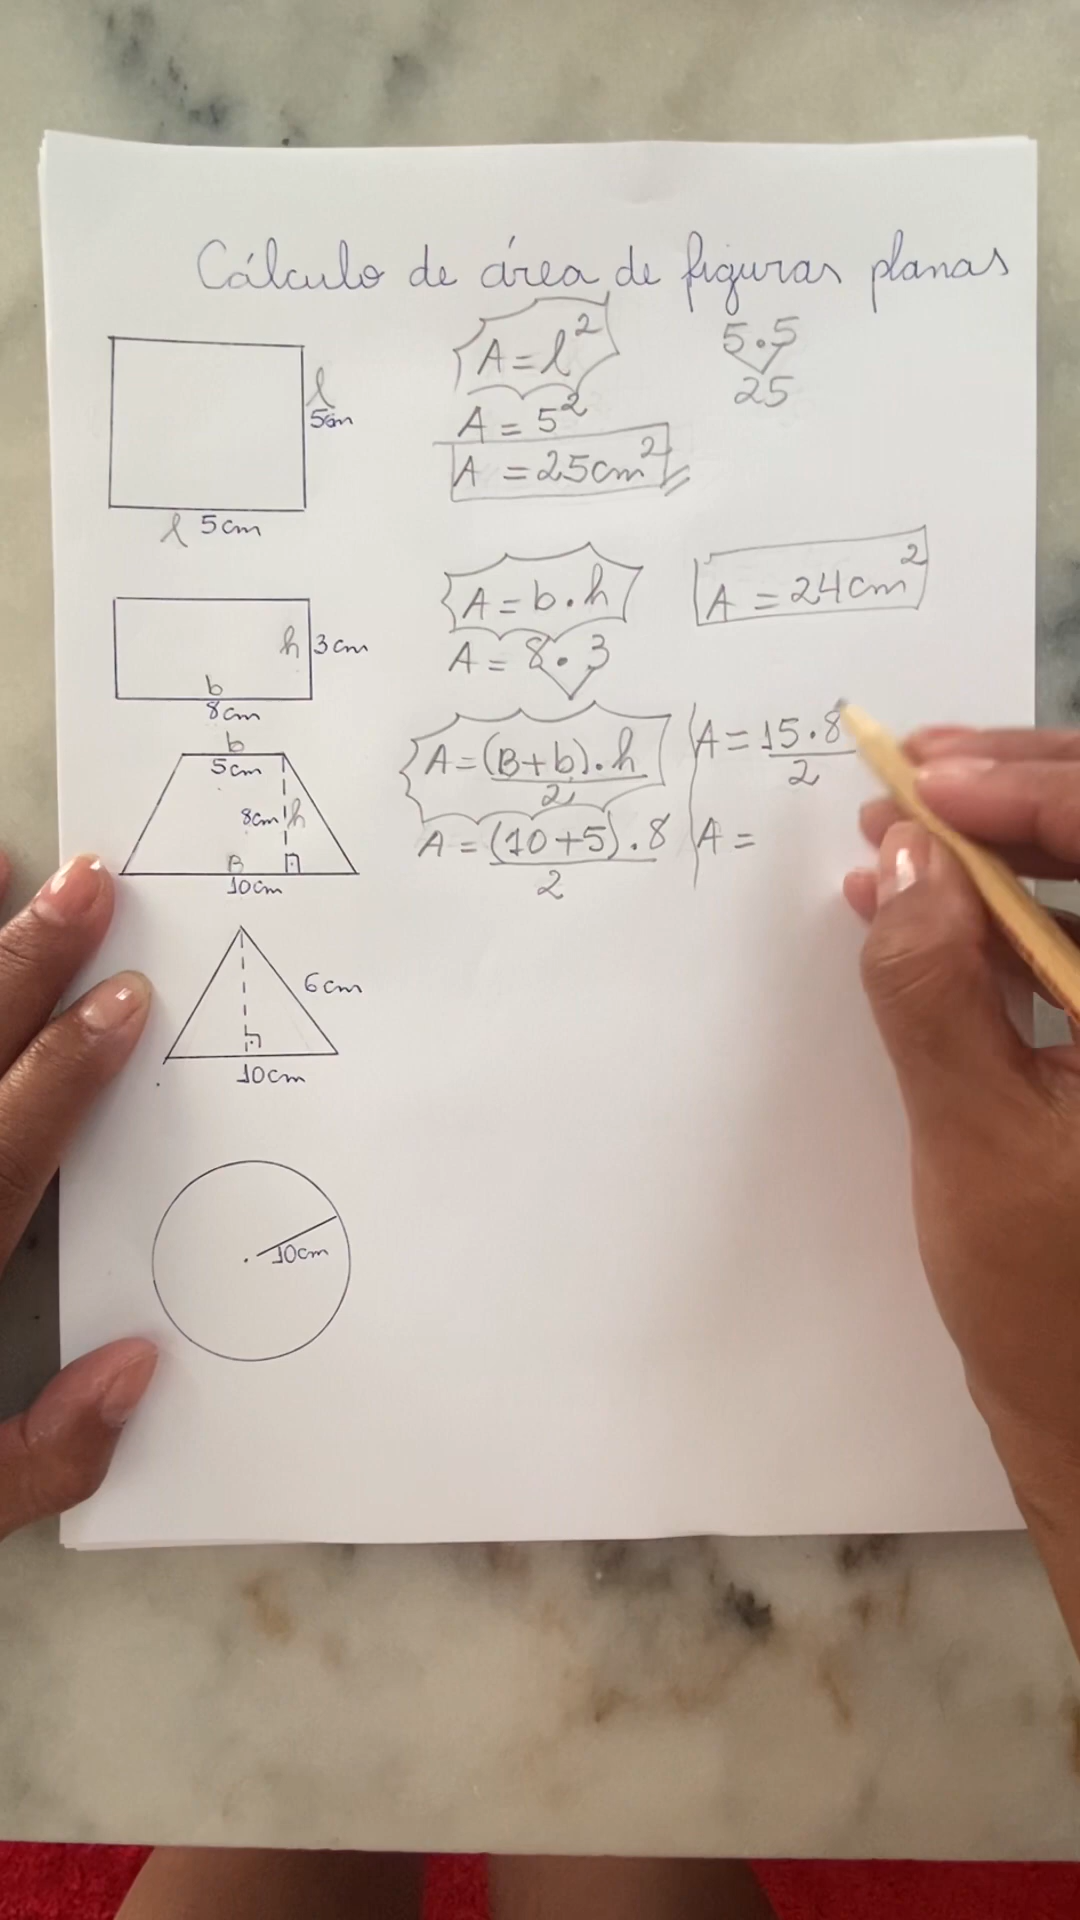 Cálculo de área de figuras planas
l
5cm
l 5cm
A = l²
A = 5²
A = 25cm²
5.5
25
h 3cm
b
8cm
A = b.h
A = 8.3
A = 24cm²
b
5cm
8cm h
B
10cm
A = (B+b).h
2
A = (10+5).8
2
A = 15.8
2
A =
6cm
10cm
10cm